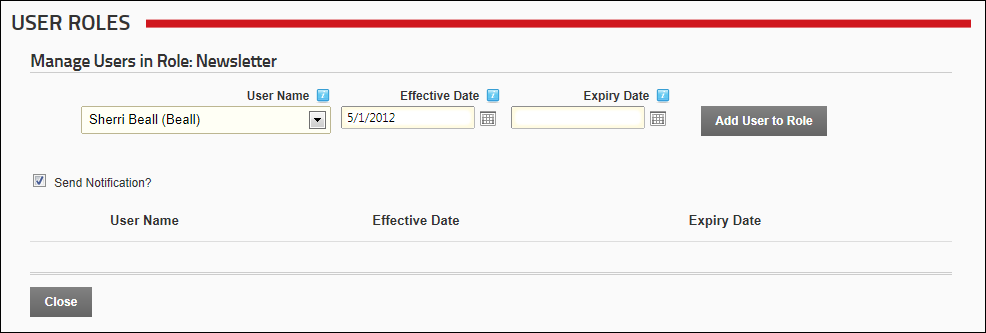 USER ROLES
Manage Users in Role: Newsletter
User Name Effective Date Expiry Date
Sherri Beall (Beall) 5/1/2012 Add User to Role
Send Notification?
User Name Effective Date Expiry Date
Close